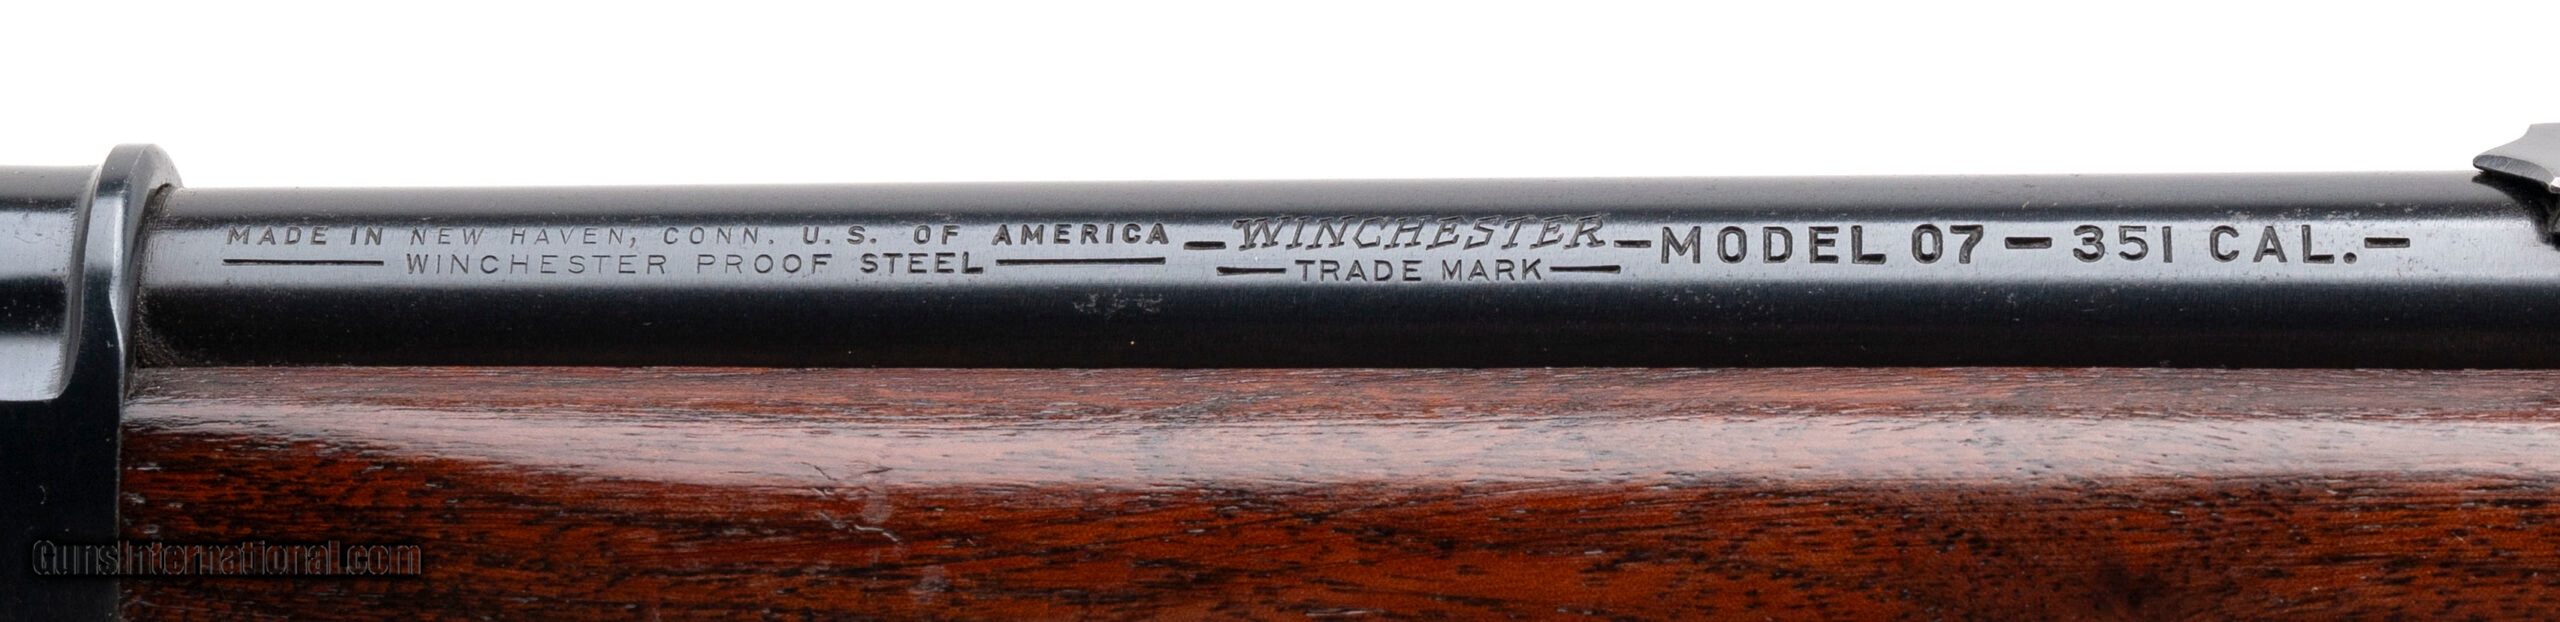 MADE IN NEW HAVEN, CONN. U.S. OF AMERICA
WINCHESTER PROOF STEEL
-WINCHESTER-
TRADE MARK
MODEL 07-351 CAL.-
GunsInternational.com